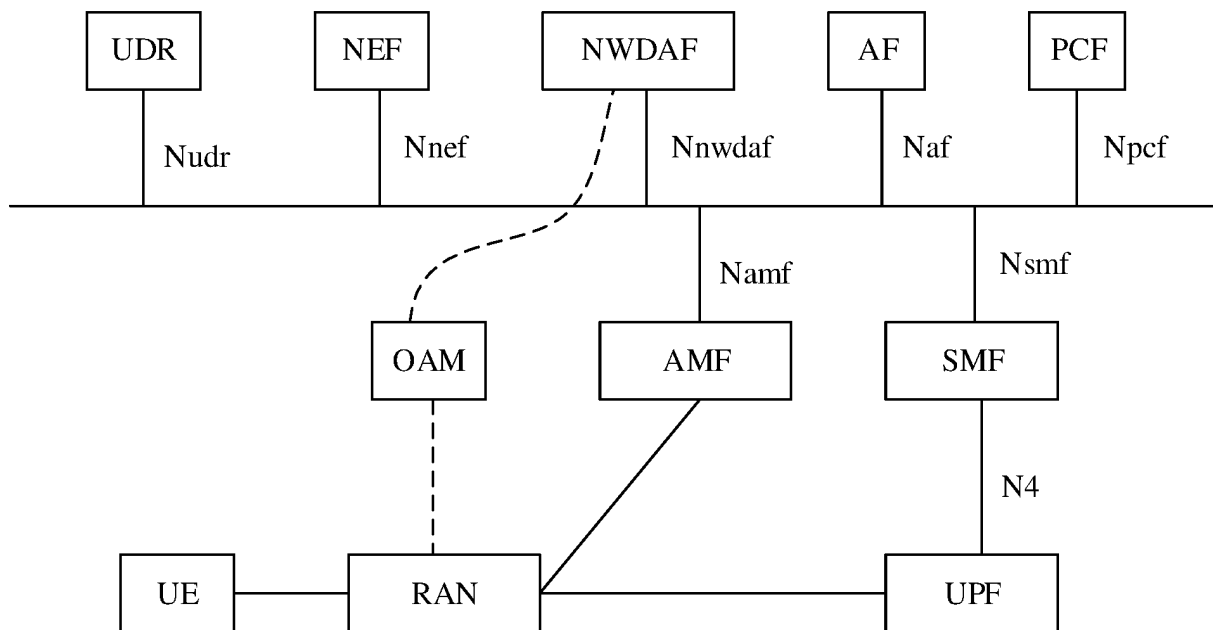 UDR
NEF
NWDAF
AF
PCF
Nudr
Nnef
Nnwdaf
Naf
Npcf
Namf
Nsmf
OAM
AMF
SMF
N4
UE
RAN
UPF